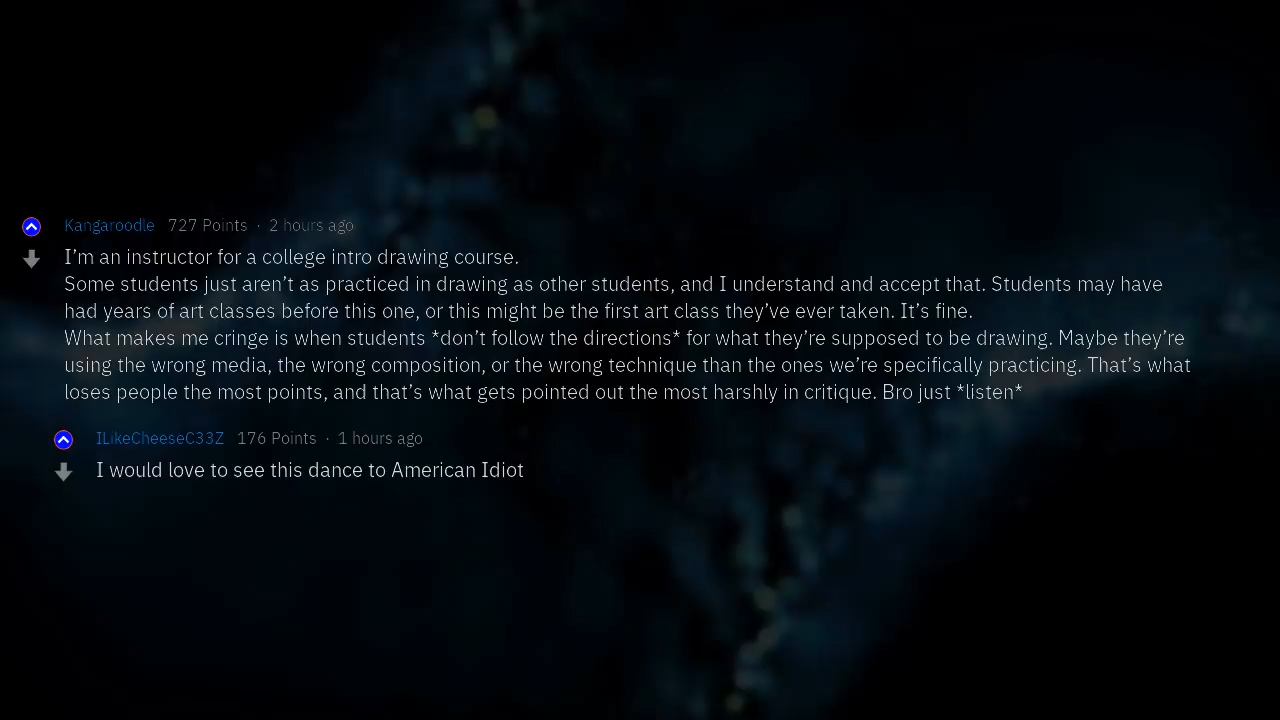 Kangaroodle 727 Points · 2 hours ago
I’m an instructor for a college intro drawing course.
Some students just aren’t as practiced in drawing as other students, and I understand and accept that. Students may have
had years of art classes before this one, or this might be the first art class they’ve ever taken. It’s fine.
What makes me cringe is when students *don’t follow the directions* for what they’re supposed to be drawing. Maybe they’re
using the wrong media, the wrong composition, or the wrong technique than the ones we’re specifically practicing. That’s what
loses people the most points, and that’s what gets pointed out the most harshly in critique. Bro just *listen*
ILikeCheeseC33Z 176 Points · 1 hours ago
I would love to see this dance to American Idiot